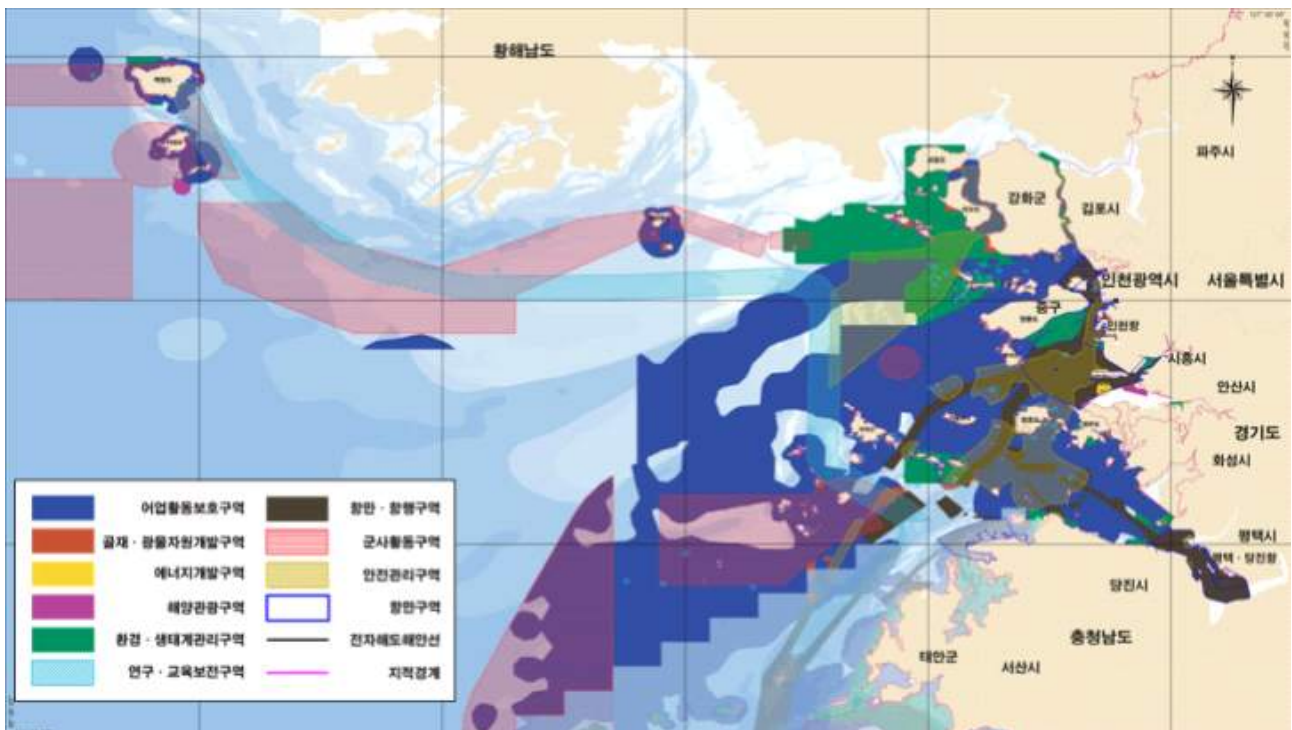 황해남도
파주시
강화군
김포시
인천광역시
서울특별시
중구
인천항
시흥시
안산시
경기도
화성시
평택시
평택 · 당진항
당진시
충청남도
태안군
서산시
어업활동보호구역
골재 · 광물자원개발구역
에너지개발구역
해양관광구역
환경 · 생태계관리구역
연구 · 교육보전구역
항만 · 항행구역
군사활동구역
안전관리구역
항만구역
전자해도해안선
지적경계